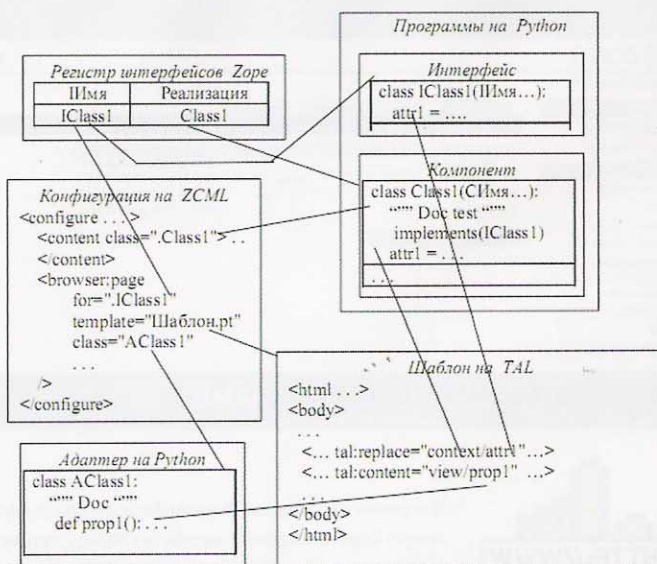 Программы на Python
Интерфейс
class IClass1(IИмя...):
attr1 = ....
Компонент
class Class1(СИмя...):
""" Doc test """
implements(IClass1)
attr1 = ...
...
Регистр интерфейсов Zope
IИмя Реализация
IClass1 Class1
Конфигурация на ZCML
<configure . . .>
<content class=".Class1"> . .
</content>
<browser:page
for=".IClass1"
template="Шаблон.pt"
class="AClass1"
. . .
/>
</configure>
Шаблон на TAL
<html . . .>
<body>
. . .
<... tal:replace="context/attr1"...>
<... tal:content="view/prop1" ...>
. . .
</body>
</html>
Адаптер на Python
class AClass1:
""" Doc """
def prop1(): . . .